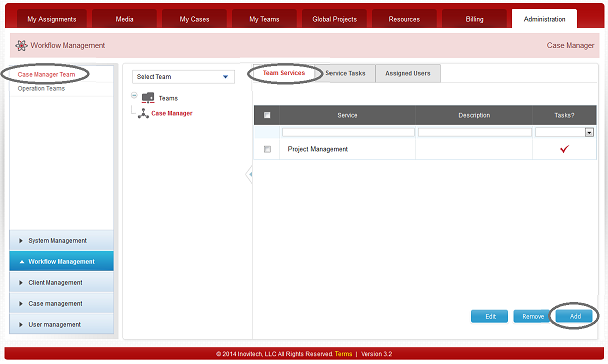 My Assignments
Media
My Cases
My Teams
Global Projects
Resources
Billing
Administration
Workflow Management
Case Manager
Case Manager Team
Operation Teams
System Management
Workflow Management
Client Management
Case management
User management
Select Team
Teams
Case Manager
Team Services
Service Tasks
Assigned Users
Service
Description
Tasks?
Project Management
Edit
Remove
Add
© 2014 Inovitech, LLC All Rights Reserved. Terms | Version 3.2